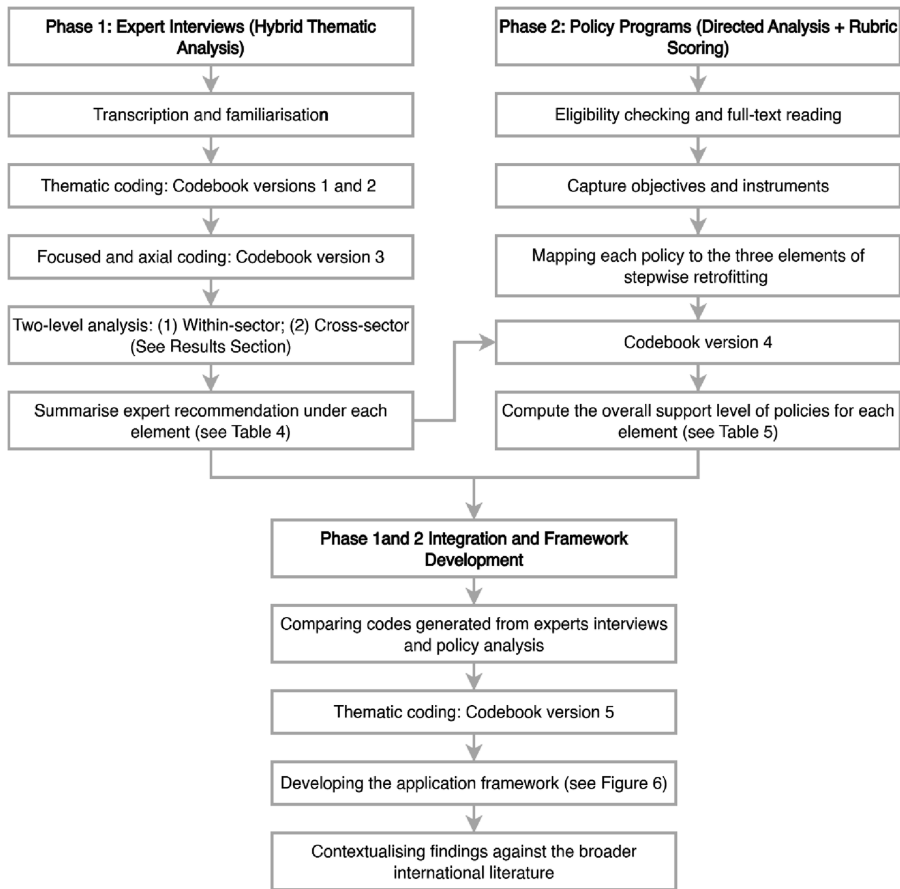 Phase 1: Expert Interviews (Hybrid Thematic
Analysis)
Transcription and familiarisation
Thematic coding: Codebook versions 1 and 2
Focused and axial coding: Codebook version 3
Two-level analysis: (1) Within-sector; (2) Cross-sector
(See Results Section)
Summarise expert recommendation under each
element (see Table 4)
Phase 2: Policy Programs (Directed Analysis + Rubric
Scoring)
Eligibility checking and full-text reading
Capture objectives and instruments
Mapping each policy to the three elements of
stepwise retrofitting
Codebook version 4
Compute the overall support level of policies for each
element (see Table 5)
Phase 1and 2 Integration and Framework
Development
Comparing codes generated from experts interviews
and policy analysis
Thematic coding: Codebook version 5
Developing the application framework (see Figure 6)
Contextualising findings against the broader
international literature